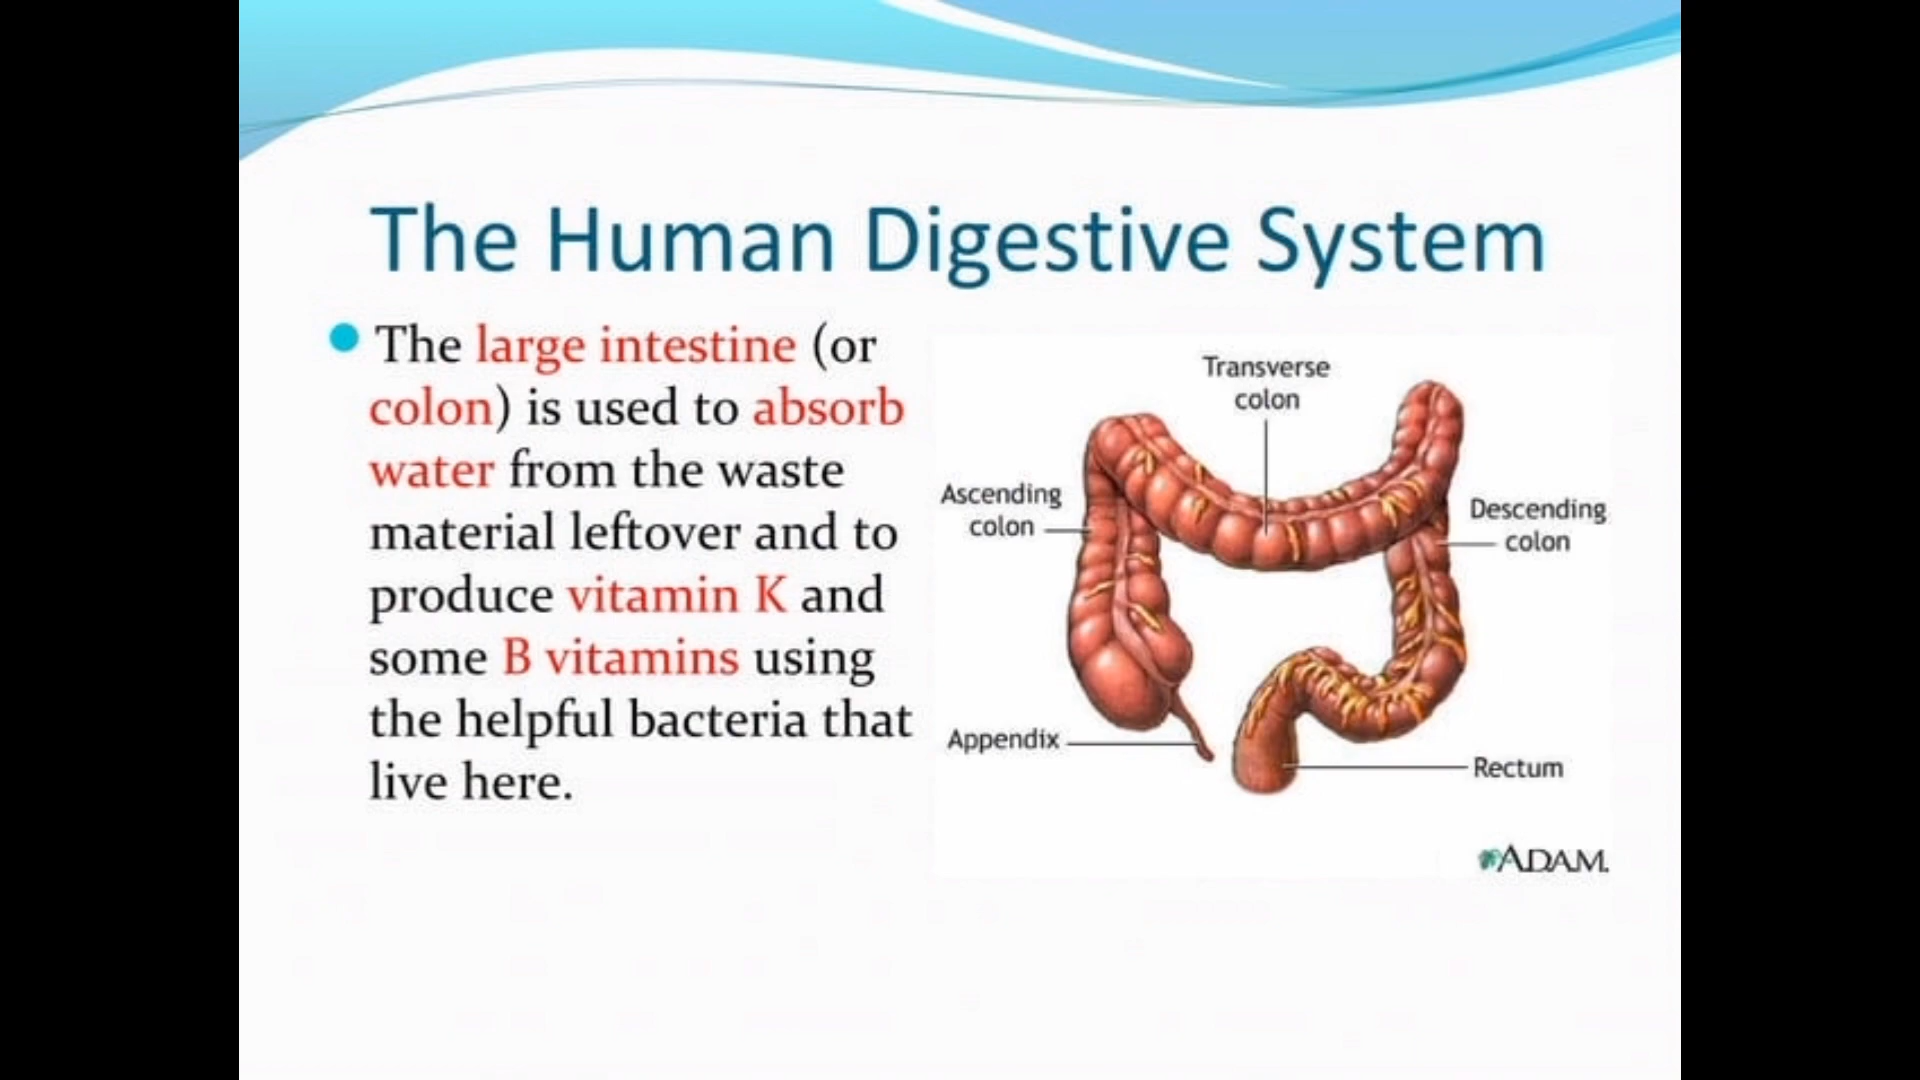 The Human Digestive System
The large intestine (or
colon) is used to absorb
water from the waste
material leftover and to
produce vitamin K and
some B vitamins using
the helpful bacteria that
live here.
Transverse
colon
Ascending
colon
Descending
colon
Appendix
Rectum
A.D.A.M.